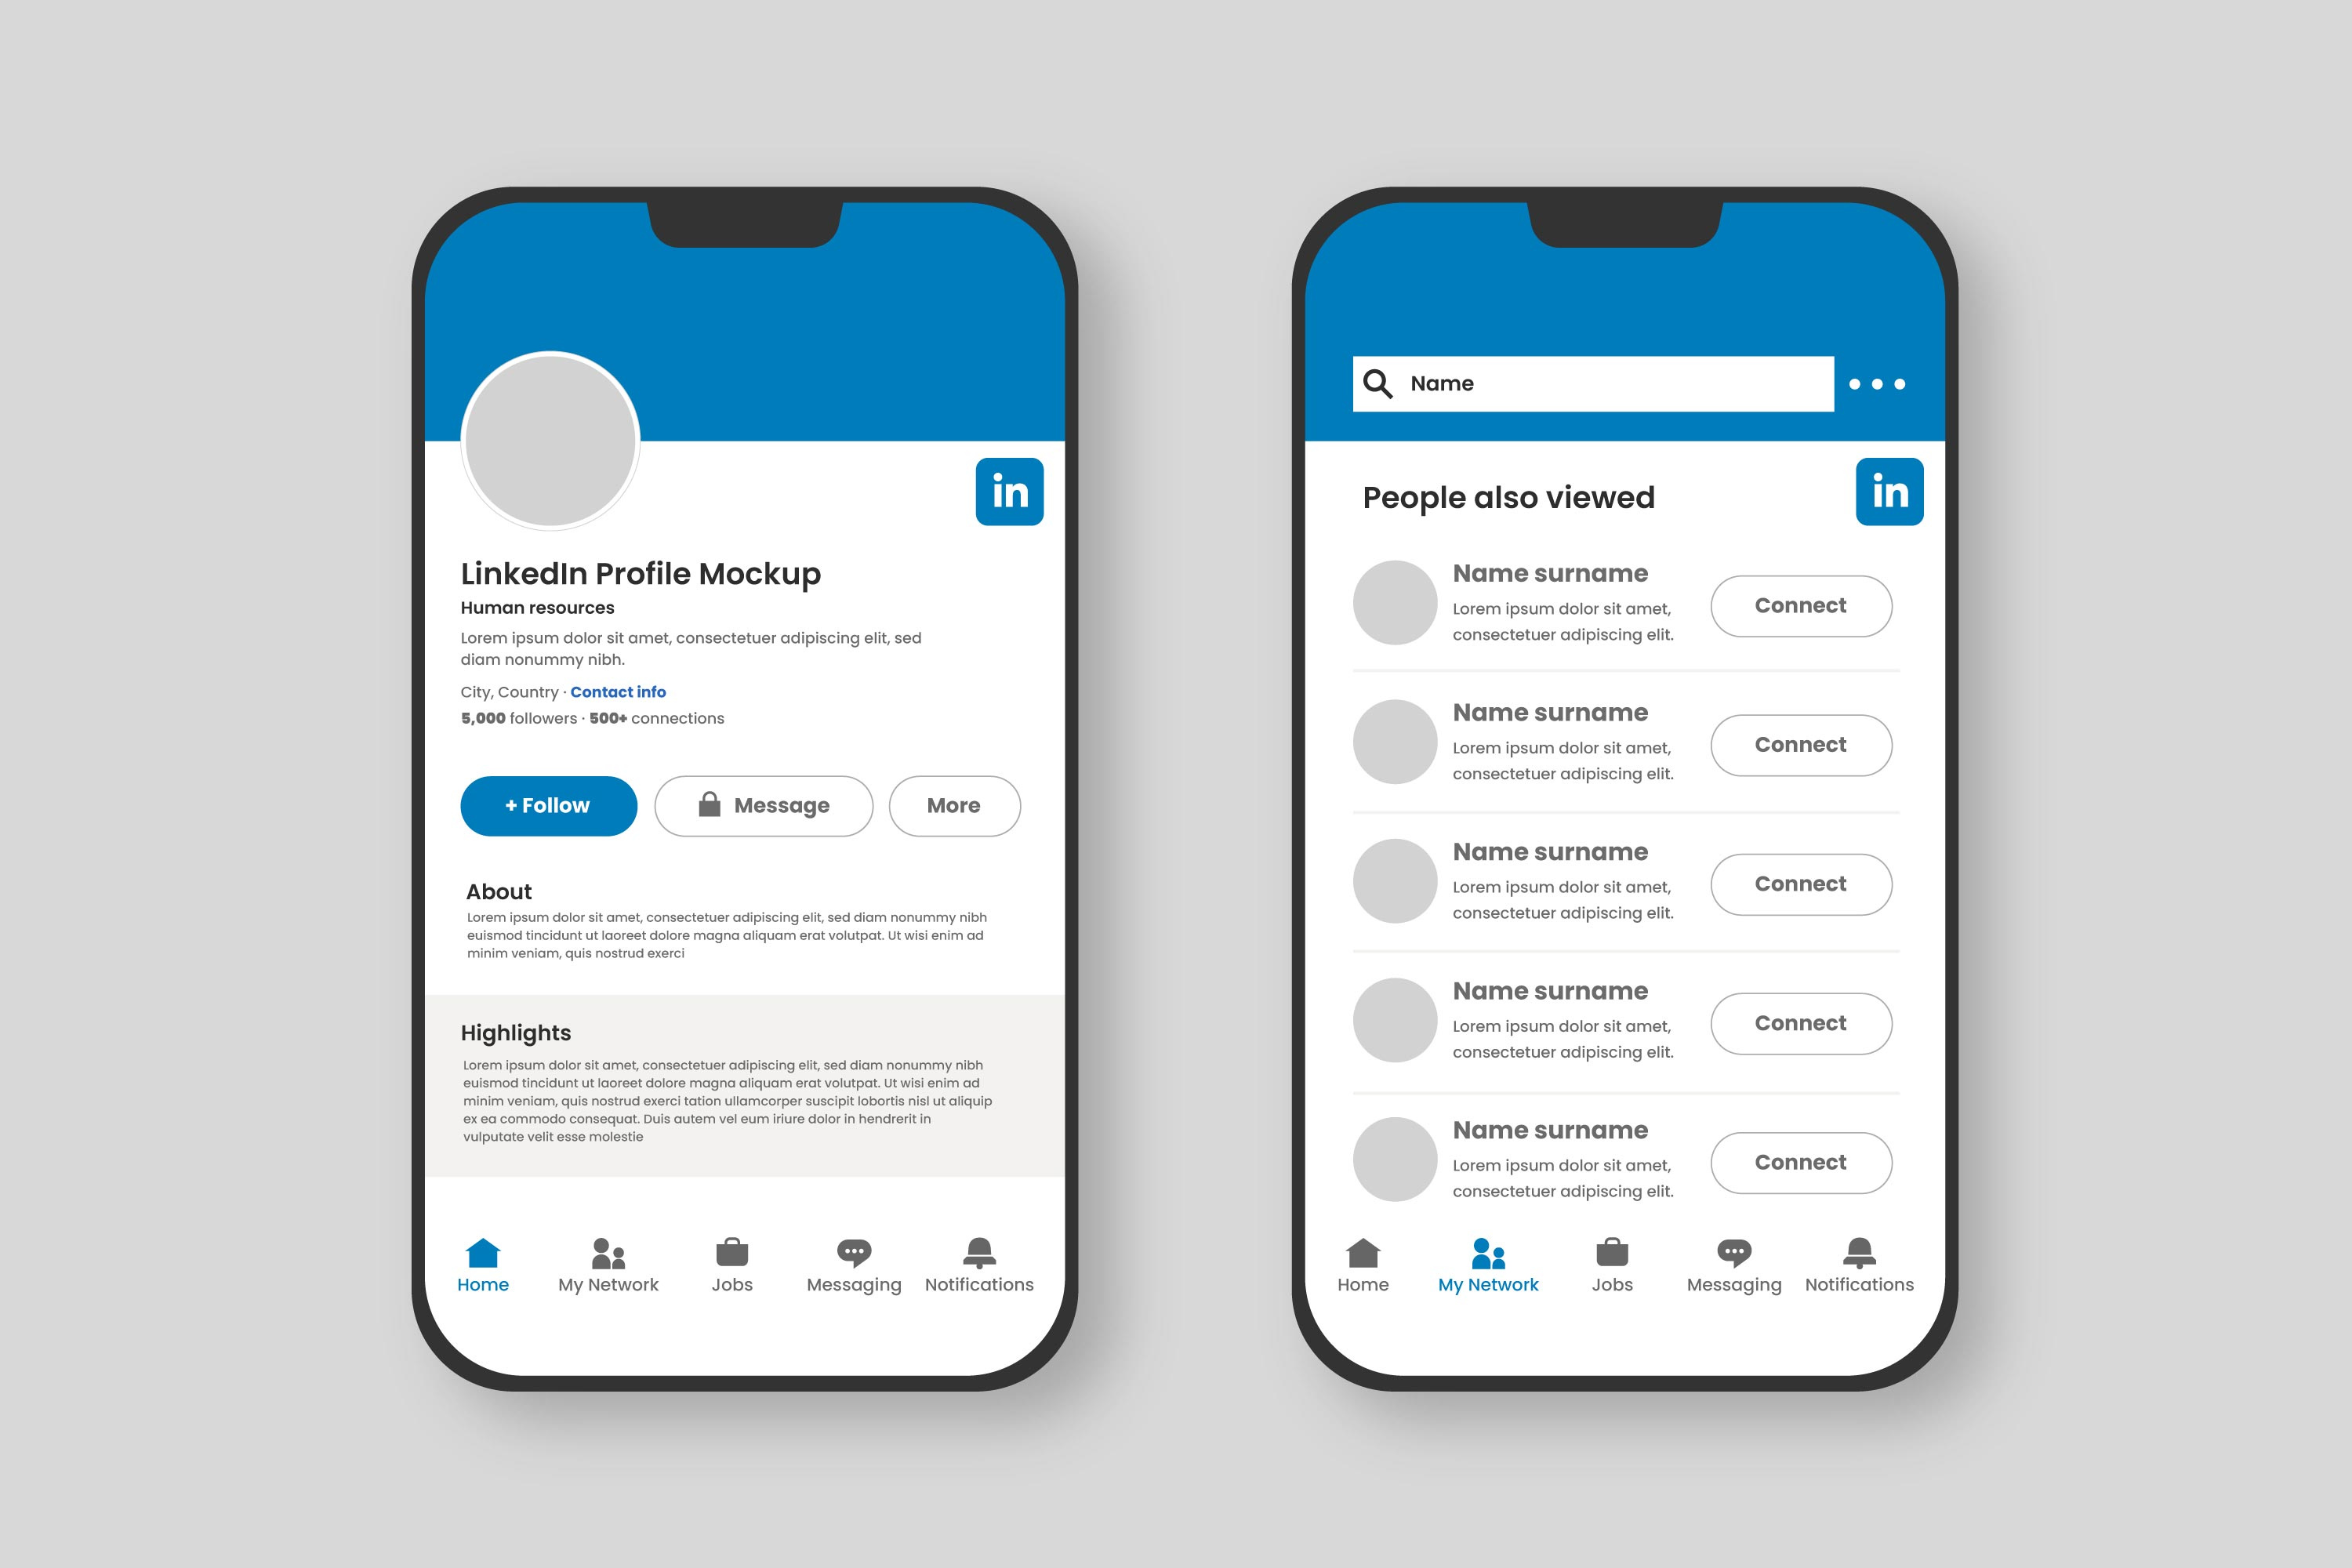 in
LinkedIn Profile Mockup
Human resources
Lorem ipsum dolor sit amet, consectetuer adipiscing elit, sed
diam nonummy nibh.
City, Country · Contact info
5,000 followers · 500+ connections
+ Follow
Message
More
About
Lorem ipsum dolor sit amet, consectetuer adipiscing elit, sed diam nonummy nibh
euismod tincidunt ut laoreet dolore magna aliquam erat volutpat. Ut wisi enim ad
minim veniam, quis nostrud exerci
Highlights
Lorem ipsum dolor sit amet, consectetuer adipiscing elit, sed diam nonummy nibh
euismod tincidunt ut laoreet dolore magna aliquam erat volutpat. Ut wisi enim ad
minim veniam, quis nostrud exerci tation ullamcorper suscipit lobortis nisl ut aliquip
ex ea commodo consequat. Duis autem vel eum iriure dolor in hendrerit in
vulputate velit esse molestie
Home
My Network
Jobs
Messaging
Notifications
Name
in
People also viewed
Name surname
Lorem ipsum dolor sit amet,
consectetuer adipiscing elit.
Connect
Name surname
Lorem ipsum dolor sit amet,
consectetuer adipiscing elit.
Connect
Name surname
Lorem ipsum dolor sit amet,
consectetuer adipiscing elit.
Connect
Name surname
Lorem ipsum dolor sit amet,
consectetuer adipiscing elit.
Connect
Name surname
Lorem ipsum dolor sit amet,
consectetuer adipiscing elit.
Connect
Home
My Network
Jobs
Messaging
Notifications